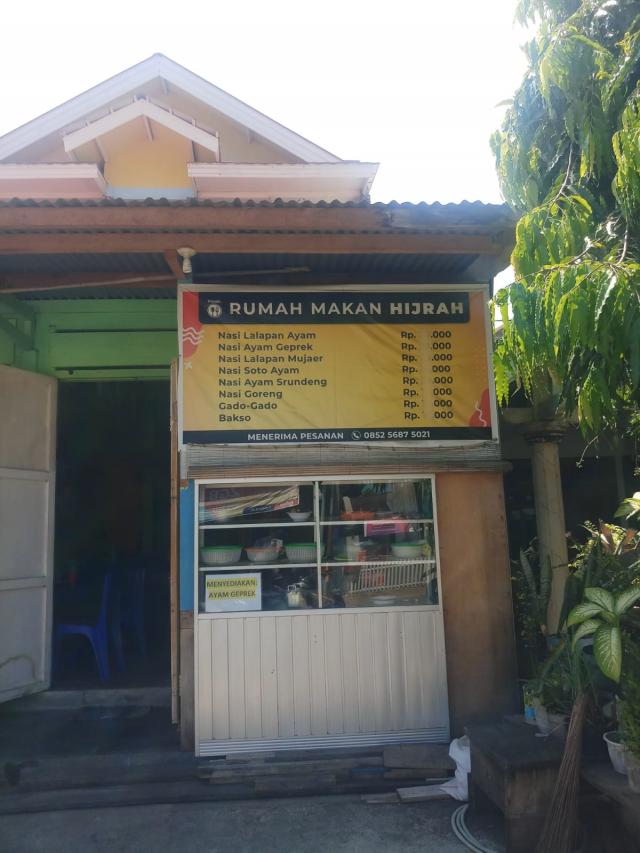 RUMAH MAKAN HIJRAH
Nasi Lalapan Ayam Rp. .000
Nasi Ayam Geprek Rp. .000
Nasi Lalapan Mujaer Rp. .000
Nasi Soto Ayam Rp. .000
Nasi Ayam Srundeng Rp. .000
Nasi Goreng Rp. .000
Gado-Gado Rp. .000
Bakso Rp. .000
MENERIMA PESANAN 0852 5687 5021
MENYEDIAKAN
AYAM GEPREK